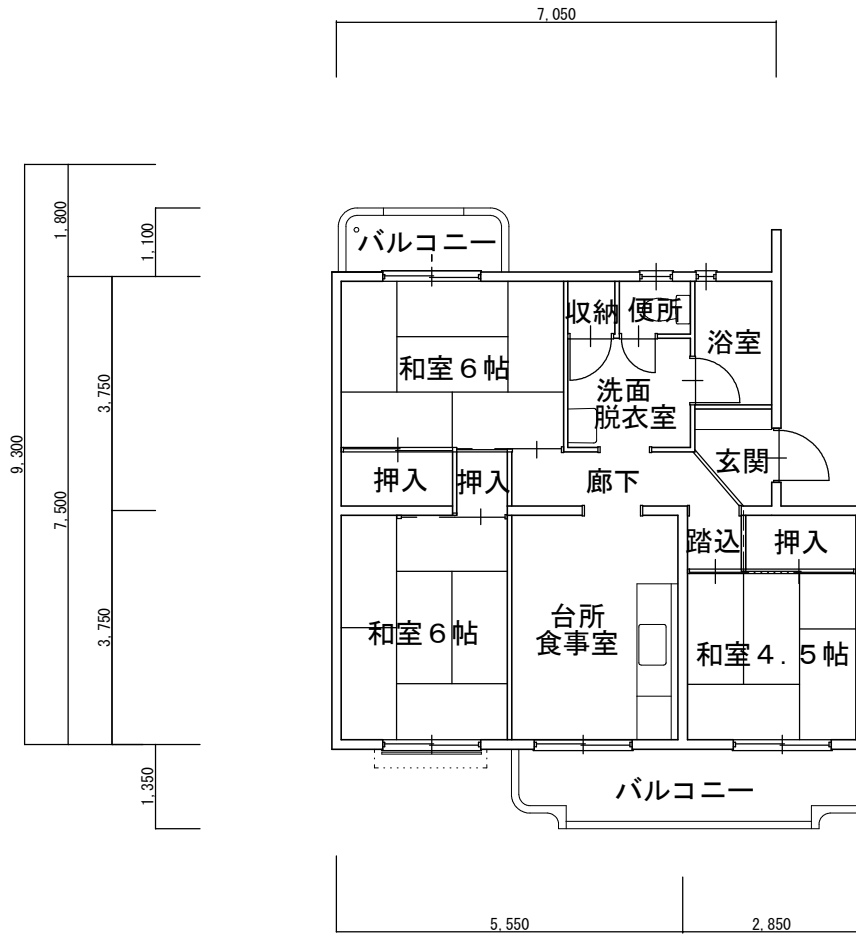 7,050
1,800
1,100
バルコニー
収納
便所
浴室
3,750
和室６帖
洗面
脱衣室
9,300
7,500
押入
押入
廊下
玄関
踏込
押入
3,750
和室６帖
台所
食事室
和室４．５帖
1,350
バルコニー
5,550
2,850